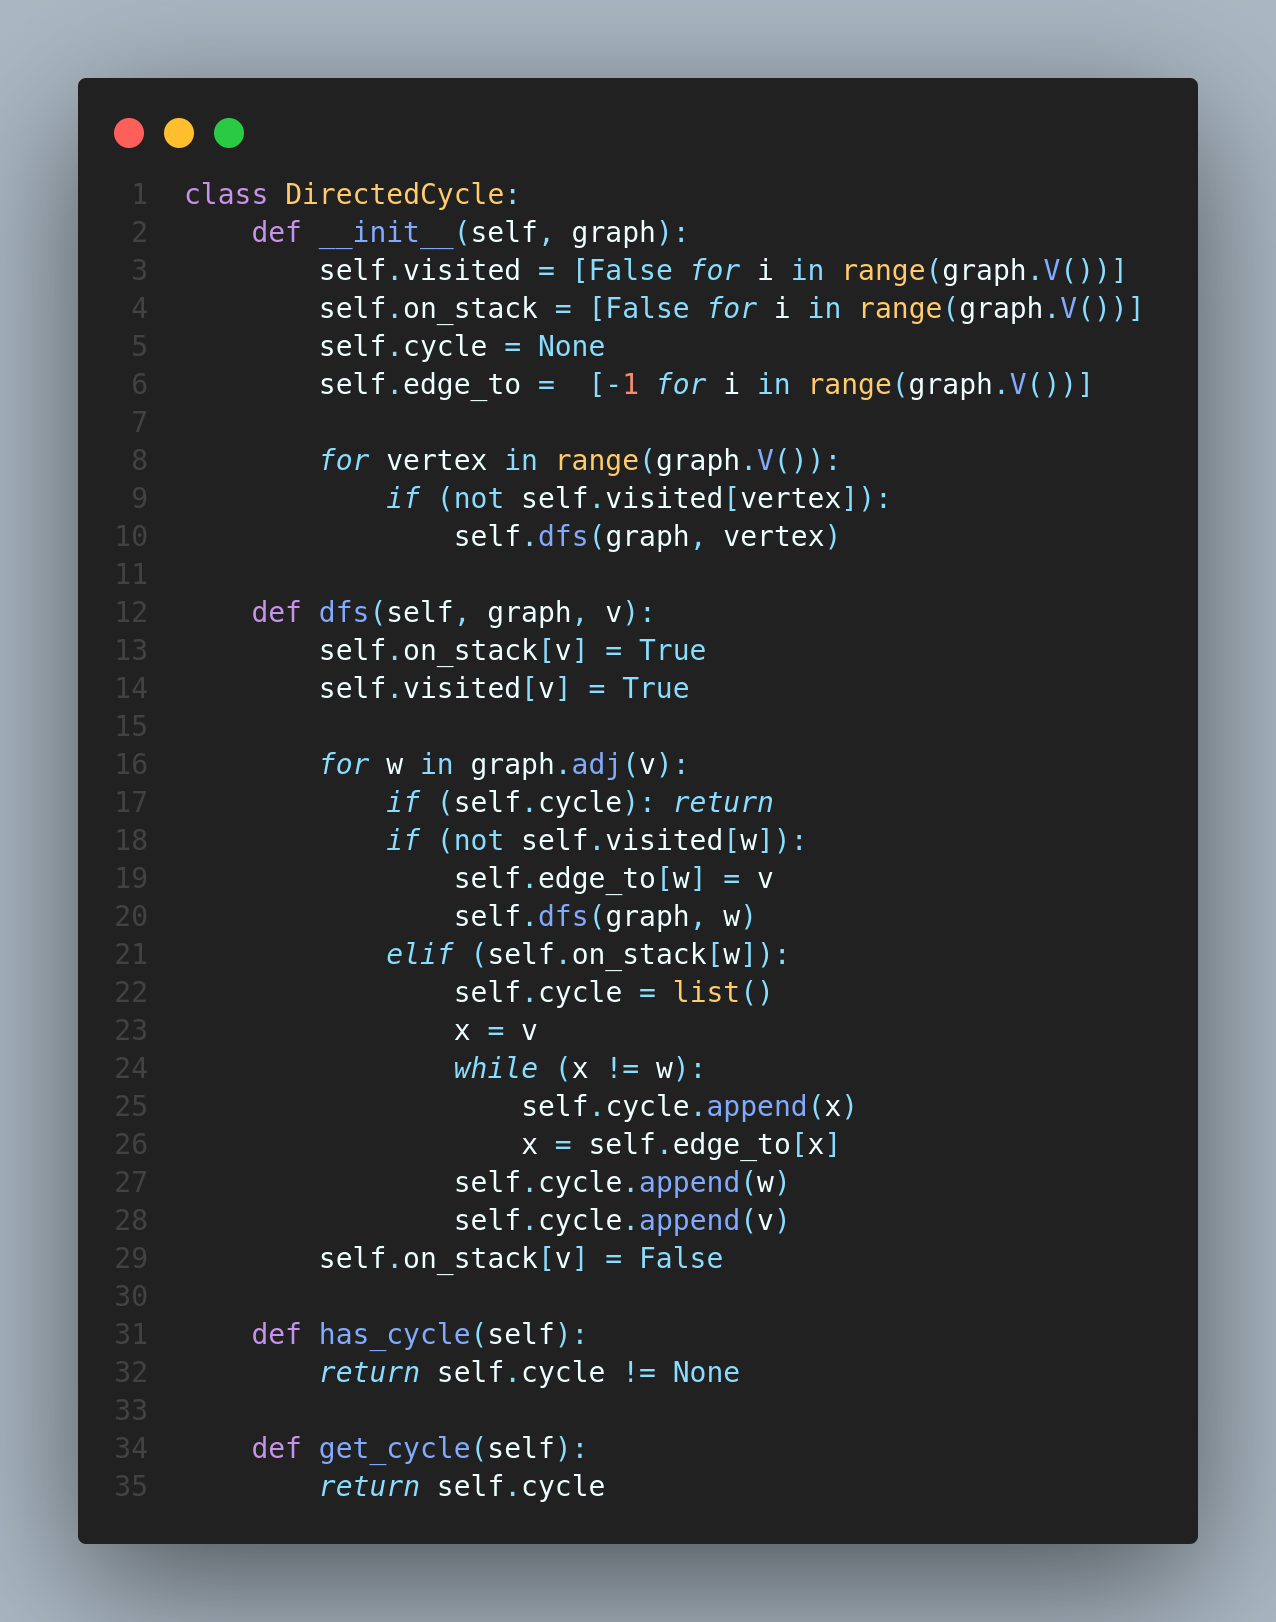 1 class DirectedCycle:
2     def __init__(self, graph):
3         self.visited = [False for i in range(graph.V())]
4         self.on_stack = [False for i in range(graph.V())]
5         self.cycle = None
6         self.edge_to =  [-1 for i in range(graph.V())]
7
8         for vertex in range(graph.V()):
9             if (not self.visited[vertex]):
10                 self.dfs(graph, vertex)
11
12     def dfs(self, graph, v):
13         self.on_stack[v] = True
14         self.visited[v] = True
15
16         for w in graph.adj(v):
17             if (self.cycle): return
18             if (not self.visited[w]):
19                 self.edge_to[w] = v
20                 self.dfs(graph, w)
21             elif (self.on_stack[w]):
22                 self.cycle = list()
23                 x = v
24                 while (x != w):
25                     self.cycle.append(x)
26                     x = self.edge_to[x]
27                 self.cycle.append(w)
28                 self.cycle.append(v)
29         self.on_stack[v] = False
30
31     def has_cycle(self):
32         return self.cycle != None
33
34     def get_cycle(self):
35         return self.cycle